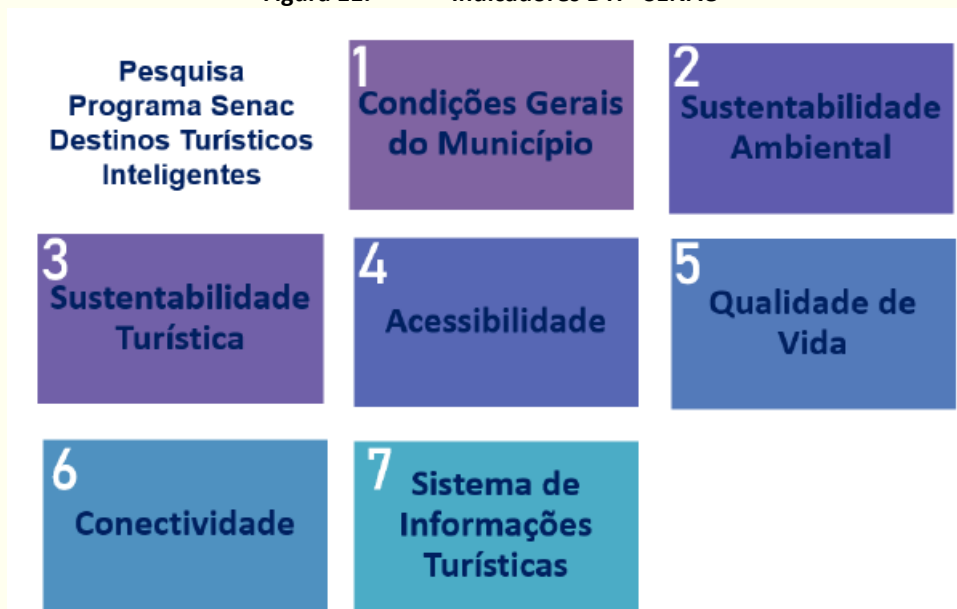 Pesquisa
Programa Senac
Destinos Turísticos
Inteligentes
1
Condições Gerais
do Município
2
Sustentabilidade
Ambiental
3
Sustentabilidade
Turística
4
Acessibilidade
5
Qualidade de
Vida
6
Conectividade
7
Sistema de
Informações
Turísticas